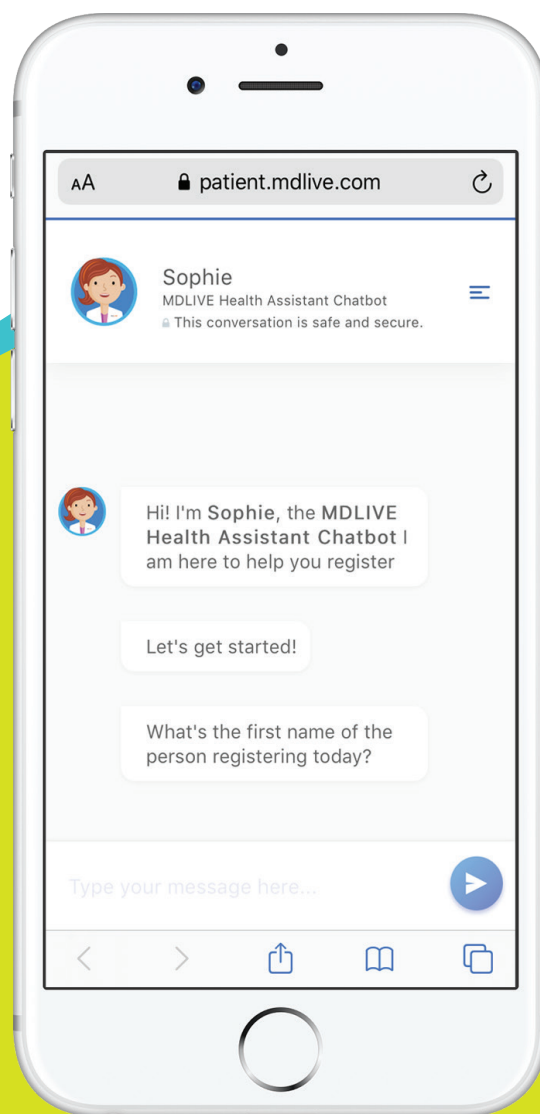 AA patient.mdlive.com
Sophie
MDLIVE Health Assistant Chatbot
This conversation is safe and secure.
Hi! I'm Sophie, the MDLIVE
Health Assistant Chatbot I
am here to help you register
Let's get started!
What's the first name of the
person registering today?
Type your message here...